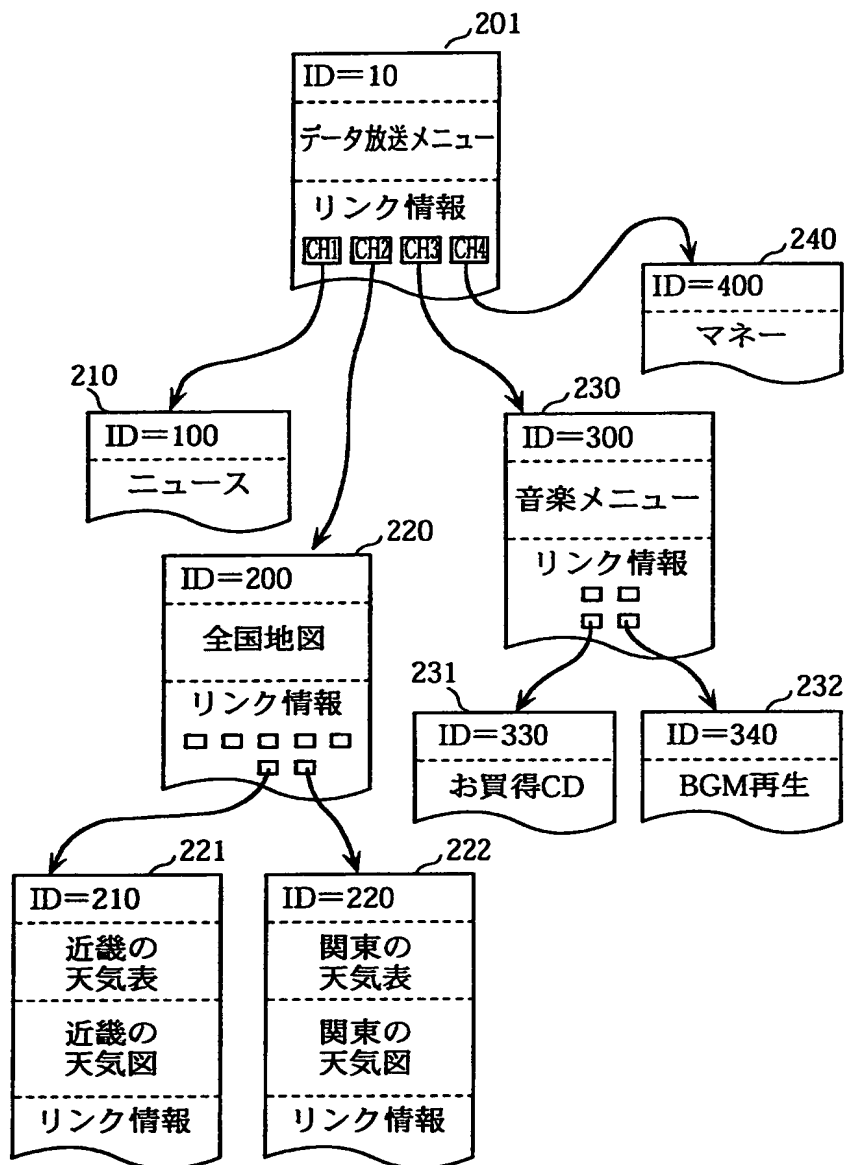 201
ID=10
データ放送メニュー
リンク情報
CH1 CH2 CH3 CH4
240
ID=400
マネー
210
ID=100
ニュース
230
ID=300
音楽メニュー
リンク情報
220
ID=200
全国地図
リンク情報
231
ID=330
お買得CD
232
ID=340
BGM再生
221
ID=210
近畿の
天気表
近畿の
天気図
リンク情報
222
ID=220
関東の
天気表
関東の
天気図
リンク情報